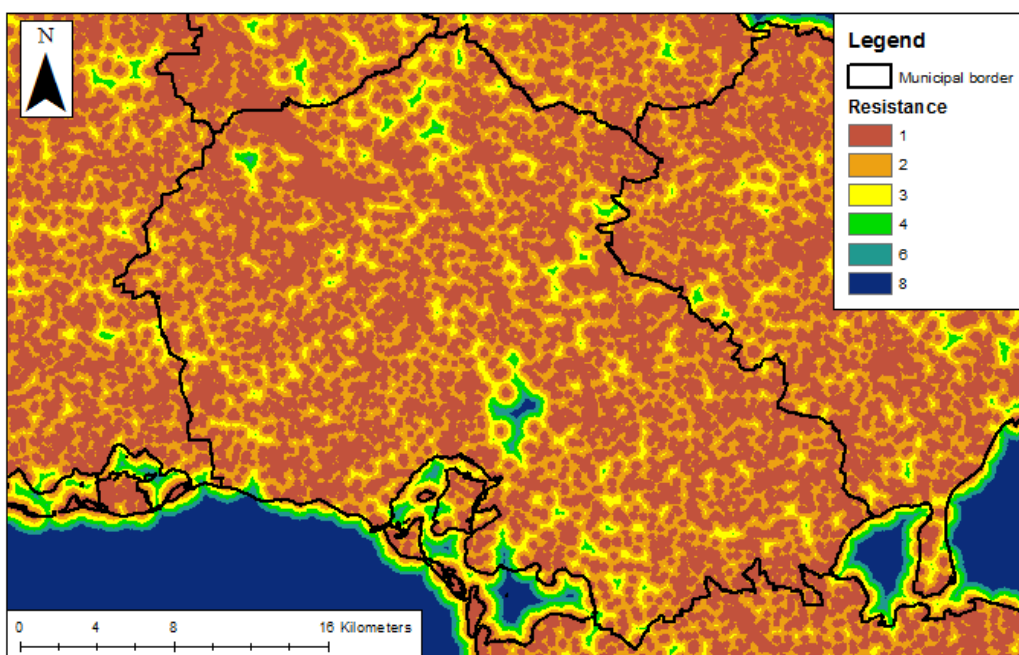 N
Legend
Municipal border
Resistance
1
2
3
4
6
8
0 4 8 16 Kilometers